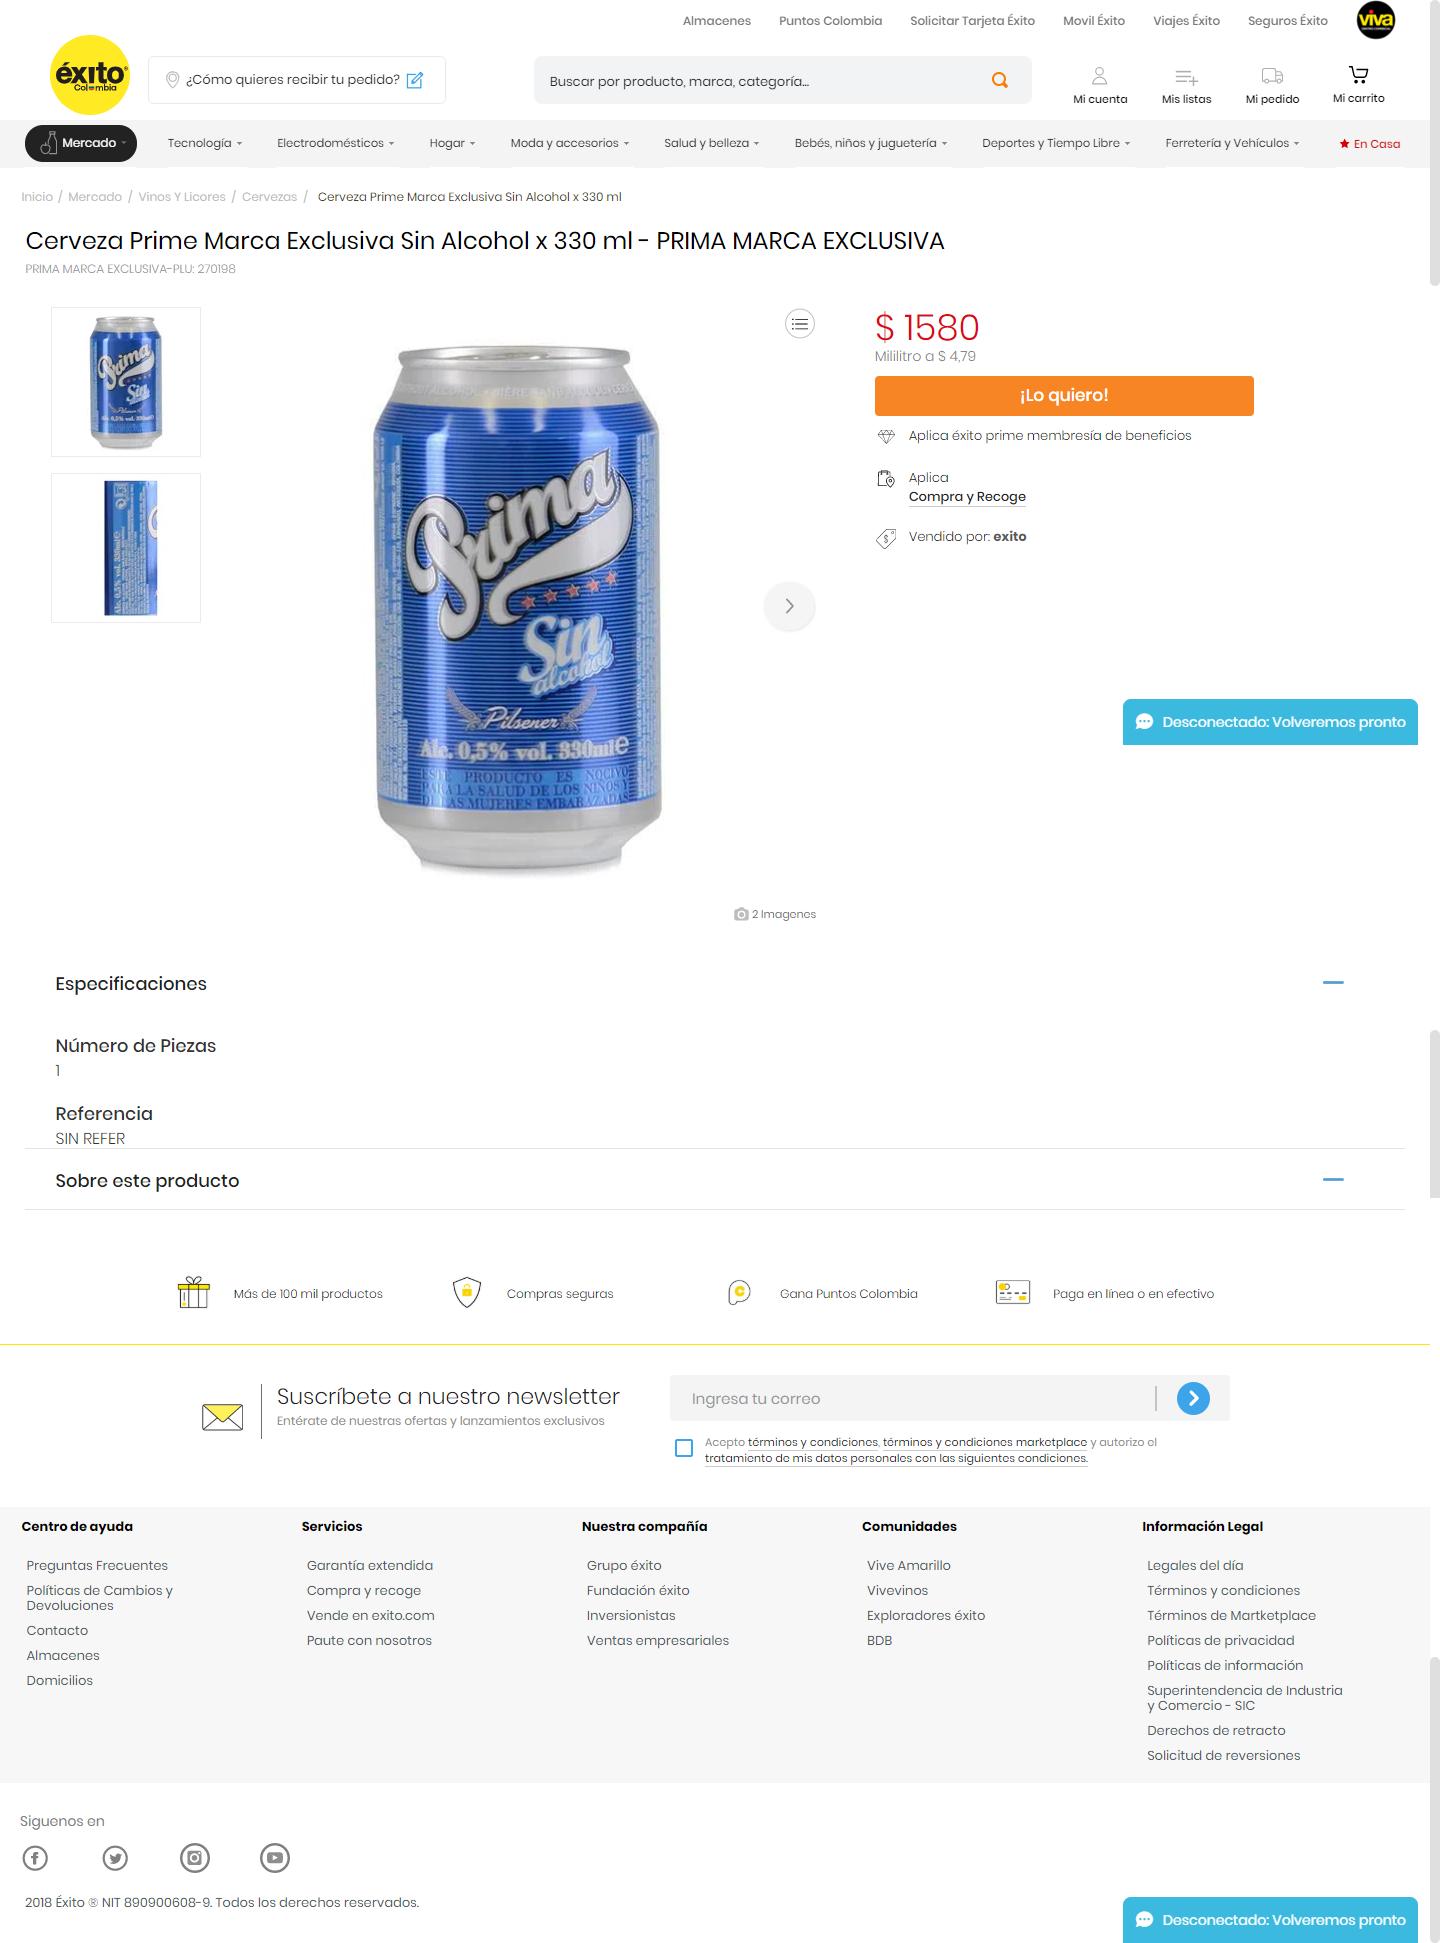 Almacenes Puntos Colombia Solicitar Tarjeta Éxito Movil Éxito Viajes Éxito Seguros Éxito viva
éxito
Colombia
¿Cómo quieres recibir tu pedido?
Buscar por producto, marca, categoría...
Mi cuenta Mis listas Mi pedido Mi carrito
Mercado Tecnología Electrodomésticos Hogar Moda y accesorios Salud y belleza Bebés, niños y juguetería Deportes y Tiempo Libre Ferretería y Vehículos En Casa
Inicio / Mercado / Vinos Y Licores / Cervezas / Cerveza Prime Marca Exclusiva Sin Alcohol x 330 ml
Cerveza Prime Marca Exclusiva Sin Alcohol x 330 ml - PRIMA MARCA EXCLUSIVA
PRIMA MARCA EXCLUSIVA-PLU: 270198
Prima
Sin
Prima
Sin
alcohol
Pilsener
Alc. 0,5% vol. 330ml e
ESTE PRODUCTO ES NOCIVO
PARA LA SALUD DE LOS NIÑOS Y
DE LAS MUJERES EMBARAZADAS
$ 1580
Mililitro a $ 4,79
¡Lo quiero!
Aplica éxito prime membresía de beneficios
Aplica
Compra y Recoge
Vendido por: exito
Desconectado: Volveremos pronto
2 Imagenes
Especificaciones
Número de Piezas
1
Referencia
SIN REFER
Sobre este producto
Más de 100 mil productos Compras seguras Gana Puntos Colombia Paga en línea o en efectivo
Suscríbete a nuestro newsletter
Entérate de nuestras ofertas y lanzamientos exclusivos
Ingresa tu correo
Acepto términos y condiciones, términos y condiciones marketplace y autorizo el
tratamiento de mis datos personales con las siguientes condiciones.
Centro de ayuda
Preguntas Frecuentes
Políticas de Cambios y
Devoluciones
Contacto
Almacenes
Domicilios
Servicios
Garantía extendida
Compra y recoge
Vende en exito.com
Paute con nosotros
Nuestra compañía
Grupo éxito
Fundación éxito
Inversionistas
Ventas empresariales
Comunidades
Vive Amarillo
Vivevinos
Exploradores éxito
BDB
Información Legal
Legales del día
Términos y condiciones
Términos de Martketplace
Políticas de privacidad
Políticas de información
Superintendencia de Industria
y Comercio - SIC
Derechos de retracto
Solicitud de reversiones
Siguenos en
2018 Éxito ® NIT 890900608-9. Todos los derechos reservados.
Desconectado: Volveremos pronto